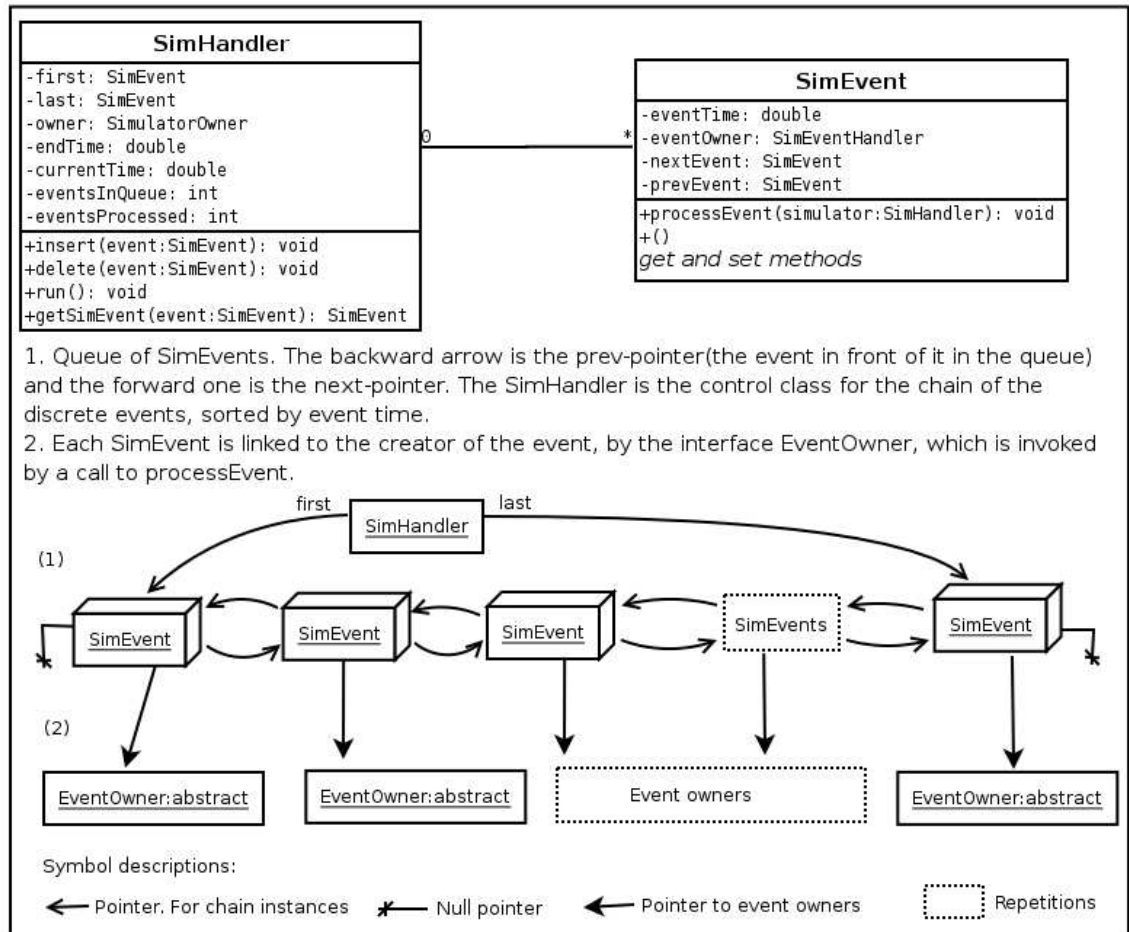 SimHandler
-first: SimEvent
-last: SimEvent
-owner: SimulatorOwner
-endTime: double
-currentTime: double
-eventsInQueue: int
-eventsProcessed: int
+insert(event:SimEvent): void
+delete(event:SimEvent): void
+run(): void
+getSimEvent(event:SimEvent): SimEvent
0
*
SimEvent
-eventTime: double
-eventOwner: SimEventHandler
-nextEvent: SimEvent
-prevEvent: SimEvent
+processEvent(simulator:SimHandler): void
+()
get and set methods
1. Queue of SimEvents. The backward arrow is the prev-pointer(the event in front of it in the queue)
and the forward one is the next-pointer. The SimHandler is the control class for the chain of the
discrete events, sorted by event time.
2. Each SimEvent is linked to the creator of the event, by the interface EventOwner, which is invoked
by a call to processEvent.
first
SimHandler
last
(1)
SimEvent
SimEvent
SimEvent
SimEvents
SimEvent
(2)
EventOwner:abstract
EventOwner:abstract
Event owners
EventOwner:abstract
Symbol descriptions:
Pointer. For chain instances
Null pointer
Pointer to event owners
Repetitions